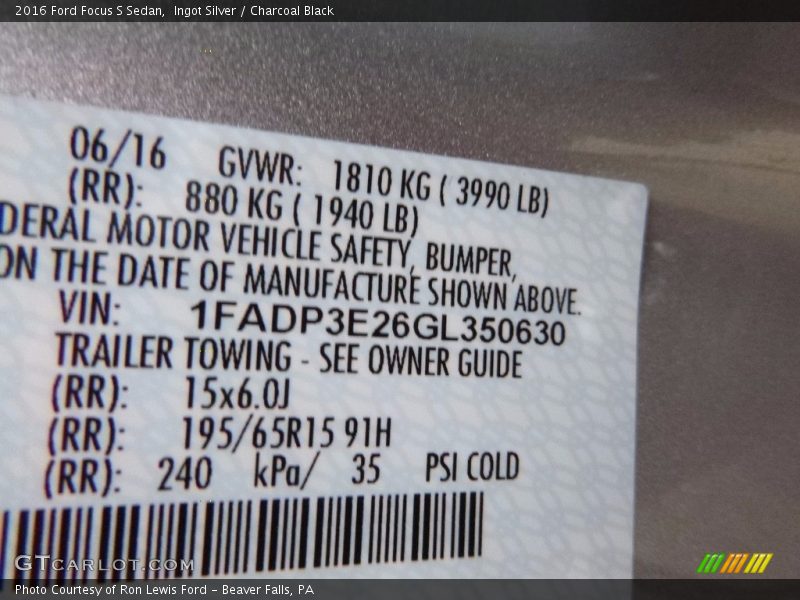 2016 Ford Focus S Sedan,  Ingot Silver / Charcoal Black
06/16 GVWR: 1810 KG ( 3990 LB)
(RR): 880 KG ( 1940 LB)
DERAL MOTOR VEHICLE SAFETY, BUMPER,
ON THE DATE OF MANUFACTURE SHOWN ABOVE.
VIN: 1FADP3E26GL350630
TRAILER TOWING - SEE OWNER GUIDE
(RR): 15x6.0J
(RR): 195/65R15 91H
(RR): 240 kPa/ 35 PSI COLD
GTcarlot.com
Photo Courtesy of Ron Lewis Ford - Beaver Falls, PA